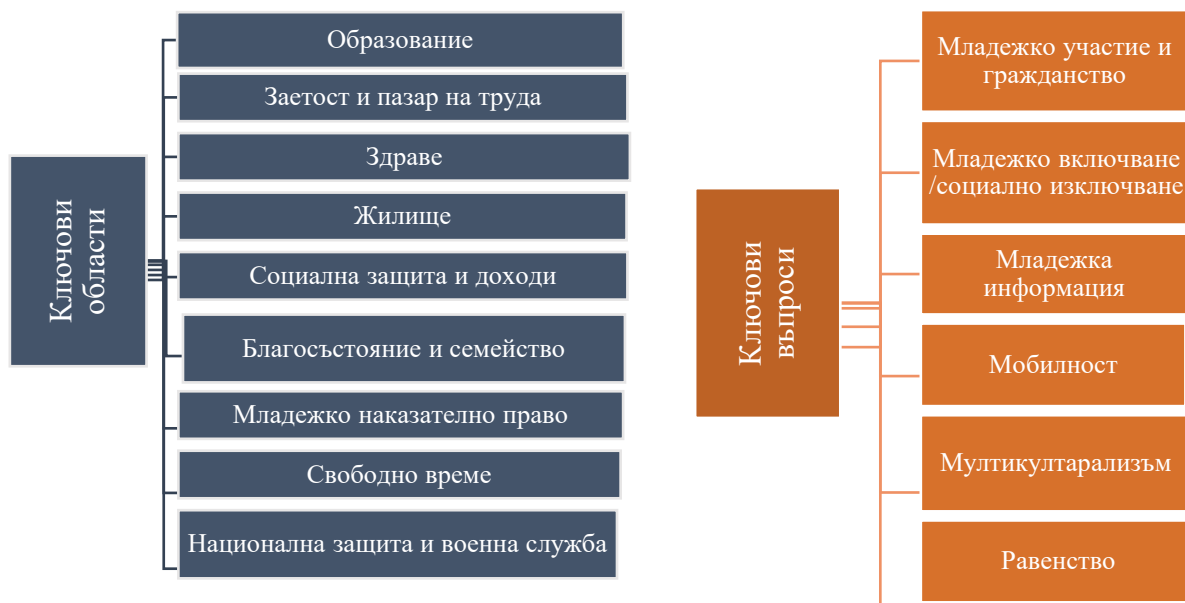 Ключови
области
Образование
Заетост и пазар на труда
Здраве
Жилище
Социална защита и доходи
Благосъстояние и семейство
Младежко наказателно право
Свободно време
Национална защита и военна служба
Ключови
въпроси
Младежко участие и
гражданство
Младежко включване
/социално изключване
Младежка
информация
Мобилност
Мултикултарализъм
Равенство